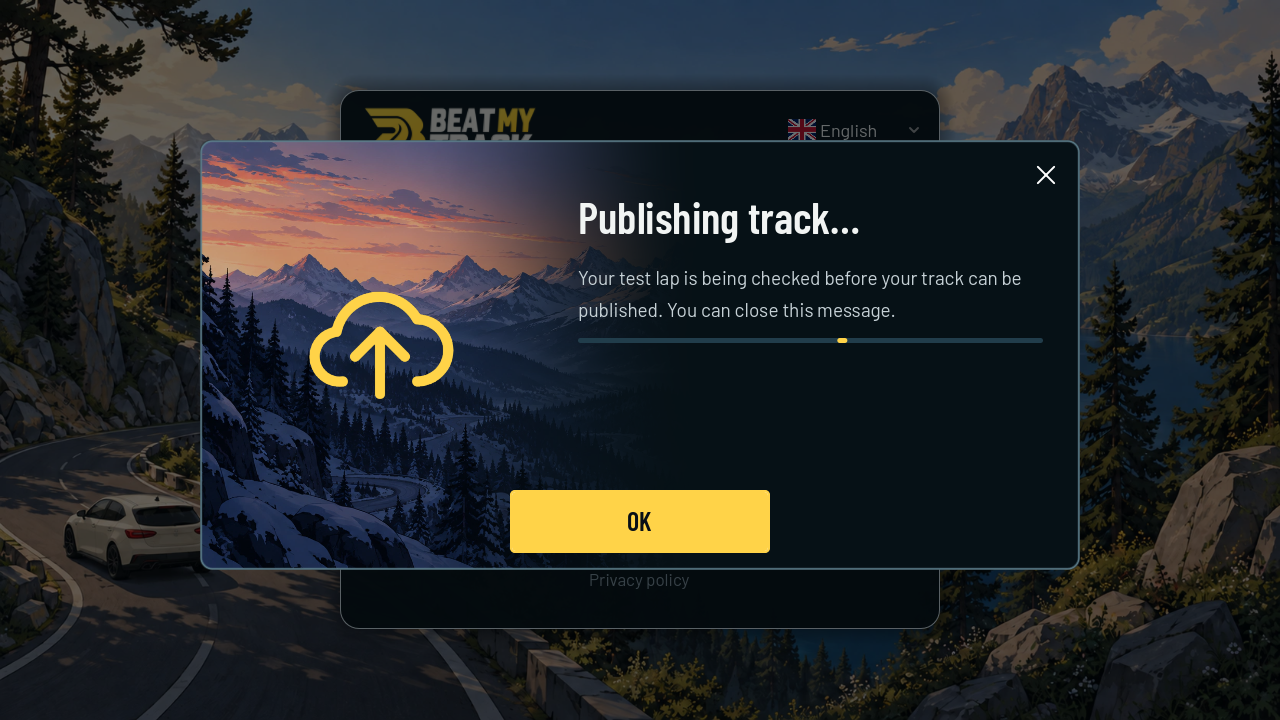 BEAT MY
TRACK
English
Publishing track...
Your test lap is being checked before your track can be
published. You can close this message.
OK
Privacy policy